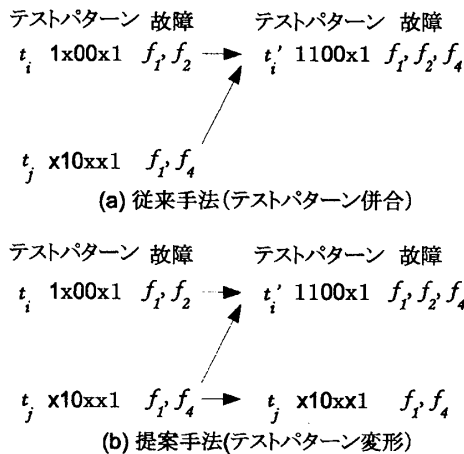 テストパターン 故障 テストパターン 故障
t_i 1x00x1 f_1, f_2 t_i' 1100x1 f_1, f_2, f_4
t_j x10xx1 f_1, f_4
(a) 従来手法(テストパターン併合)
テストパターン 故障 テストパターン 故障
t_i 1x00x1 f_1, f_2 t_i' 1100x1 f_1, f_2, f_4
t_j x10xx1 f_1, f_4 t_j x10xx1 f_1, f_4
(b) 提案手法(テストパターン変形)